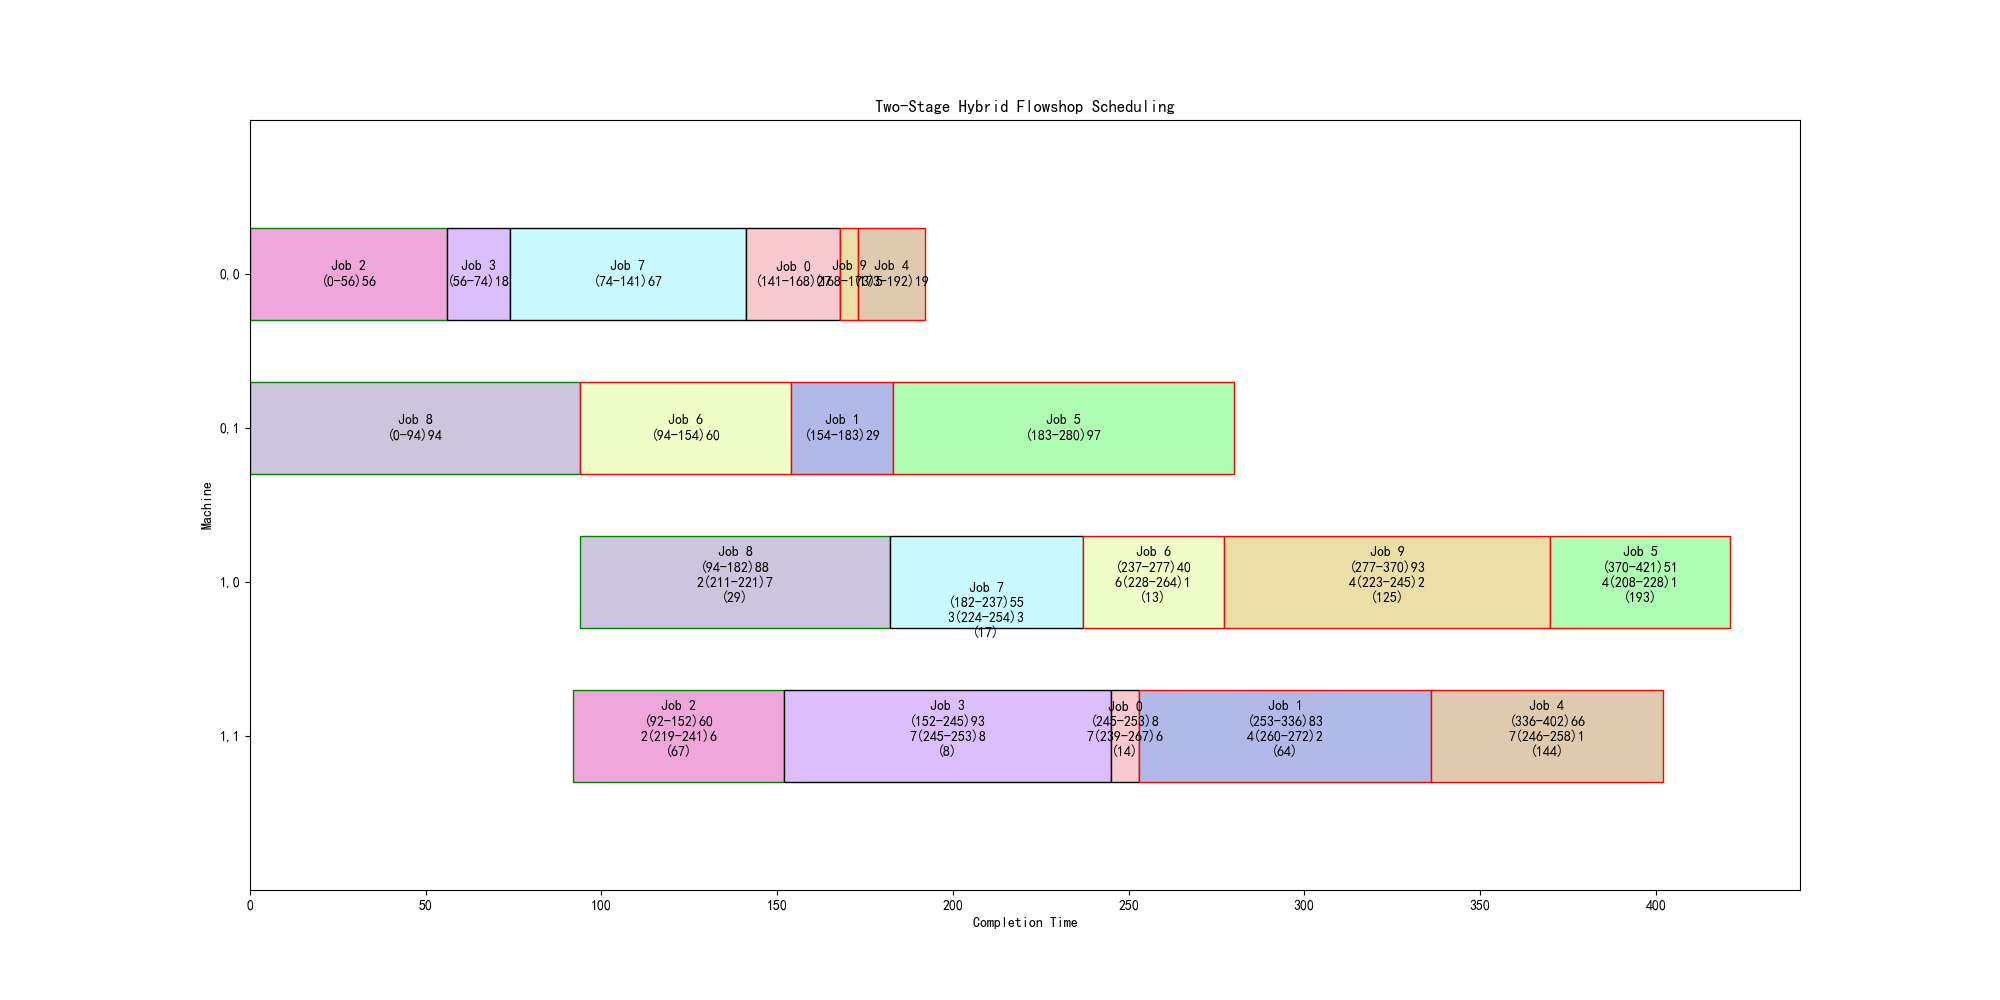 Two-Stage Hybrid Flowshop Scheduling
Machine
0,0
Job 2
(0-56)56
Job 3
(56-74)18
Job 7
(74-141)67
Job 0
(141-168)27
Job 9
(168-173)5
Job 4
(173-192)19
0,1
Job 8
(0-94)94
Job 6
(94-154)60
Job 1
(154-183)29
Job 5
(183-280)97
1,0
Job 8
(94-182)88
2(211-221)7
(29)
Job 7
(182-237)55
3(224-254)3
(17)
Job 6
(237-277)40
6(228-264)1
(13)
Job 9
(277-370)93
4(223-245)2
(125)
Job 5
(370-421)51
4(208-228)1
(193)
1,1
Job 2
(92-152)60
2(219-241)6
(67)
Job 3
(152-245)93
7(245-253)8
(8)
Job 0
(245-253)8
7(239-267)6
(14)
Job 1
(253-336)83
4(260-272)2
(64)
Job 4
(336-402)66
7(246-258)1
(144)
0 50 100 150 200 250 300 350 400
Completion Time